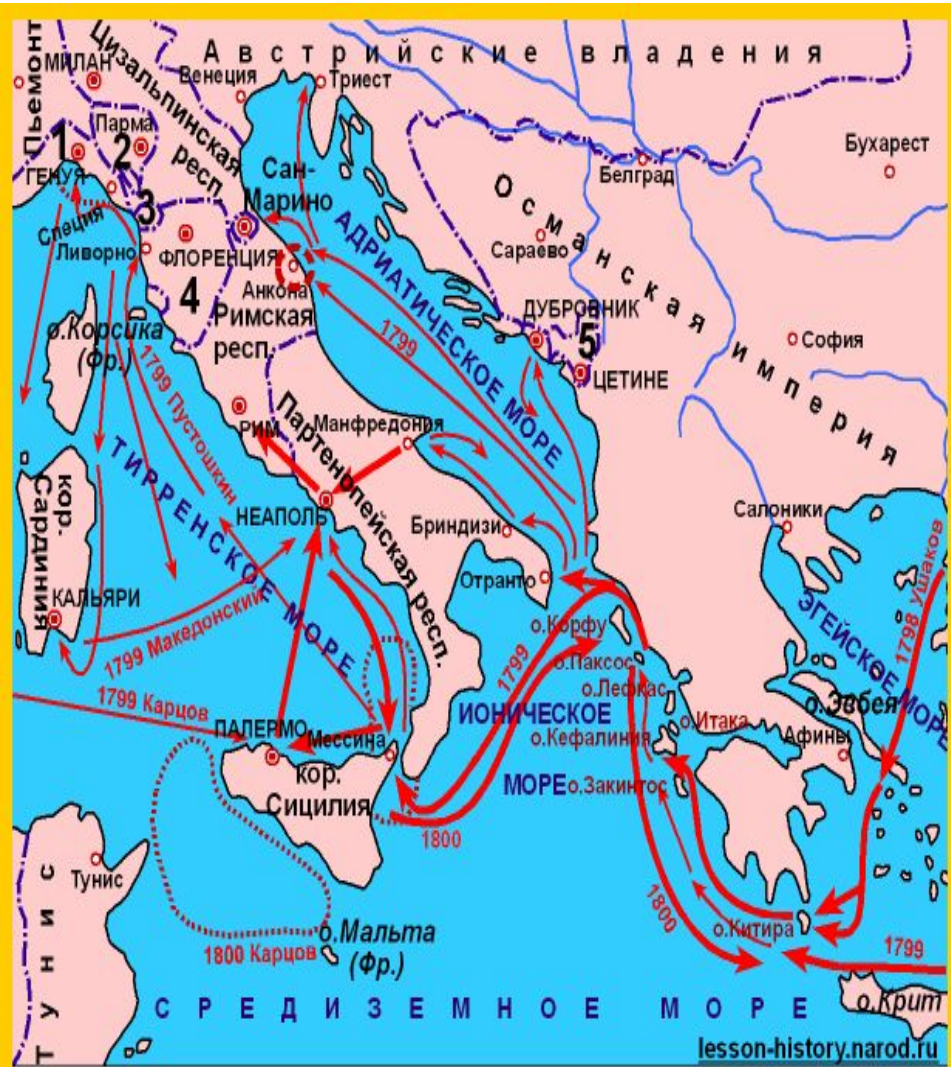 Австрийские владения
Пьемонт
МИЛАН
Цизальпинская
респ.
Венеция
Триест
Парма
1
2
3
ГЕНУЯ
Специя
Ливорно
ФЛОРЕНЦИЯ
4
Сан-
Марино
Анкона
Римская
респ.
Белград
Бухарест
Сараево
Османская империя
АДРИАТИЧЕСКОЕ МОРЕ
1799
ДУБРОВНИК
5
ЦЕТИНЕ
София
о.Корсика
(Фр.)
1799 Пустошкин
РИМ
Партенопейская респ.
Манфредония
НЕАПОЛЬ
Бриндизи
Отранто
Салоники
ТИРРЕНСКОЕ МОРЕ
кор.
Сардиния
КАЛЬЯРИ
1799 Македонский
1799 Карцов
ПАЛЕРМО
Мессина
кор.
Сицилия
1799
1800
о.Корфу
о.Паксос
о.Лефкас
ИОНИЧЕСКОЕ
МОРЕ
о.Итака
о.Кефалиния
о.Закинтос
ЭГЕЙСКОЕ МОРЕ
1798 Ушаков
о.Эвбея
Афины
о.Китира
1800
1799
Тунис
ТУНИС
1800 Карцов
о.Мальта
(Фр.)
СРЕДИЗЕМНОЕ МОРЕ
о.Крит
lesson-history.narod.ru